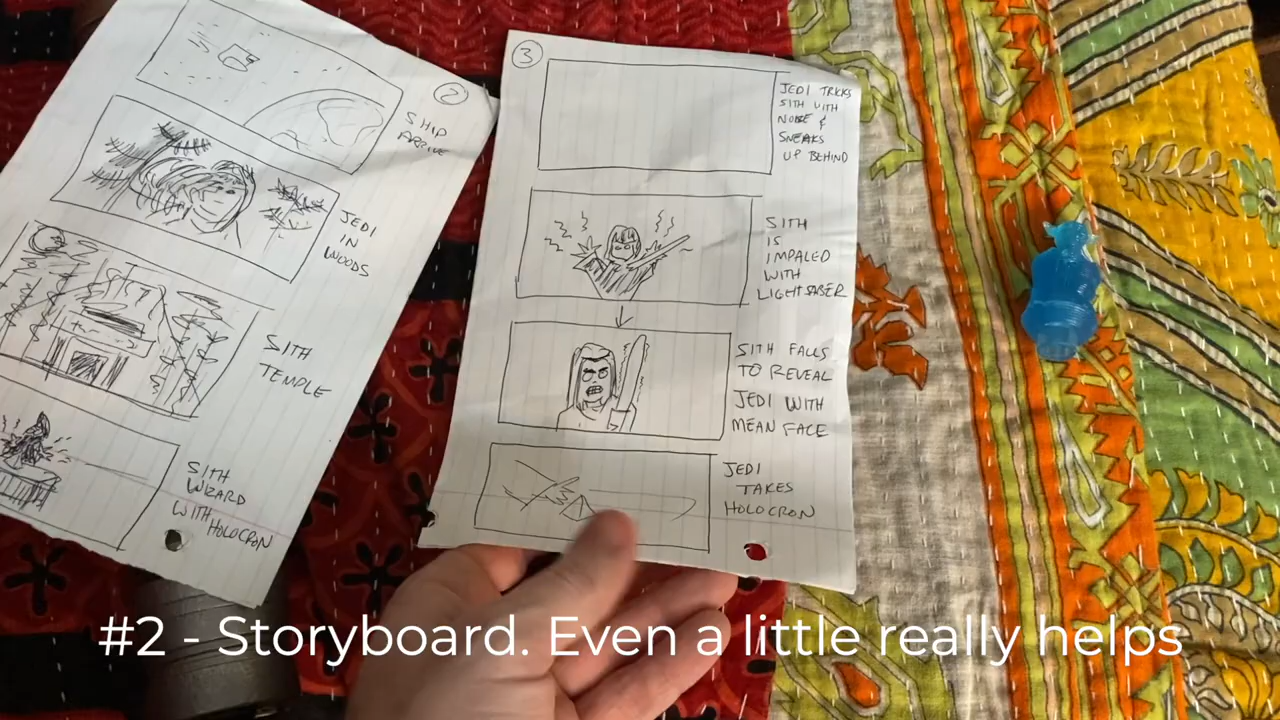 2
SHIP
ARRIVE
JEDI
IN
WOODS
SITH
TEMPLE
SITH
WIZARD
WITH HOLOCRON
3
JEDI TRICKS
SITH WITH
NOISE &
SNEAKS
UP BEHIND
SITH
IS
IMPALED
WITH
LIGHTSABER
SITH FALLS
TO REVEAL
JEDI WITH
MEAN FACE
JEDI
TAKES
HOLOCRON
#2 - Storyboard. Even a little really helps